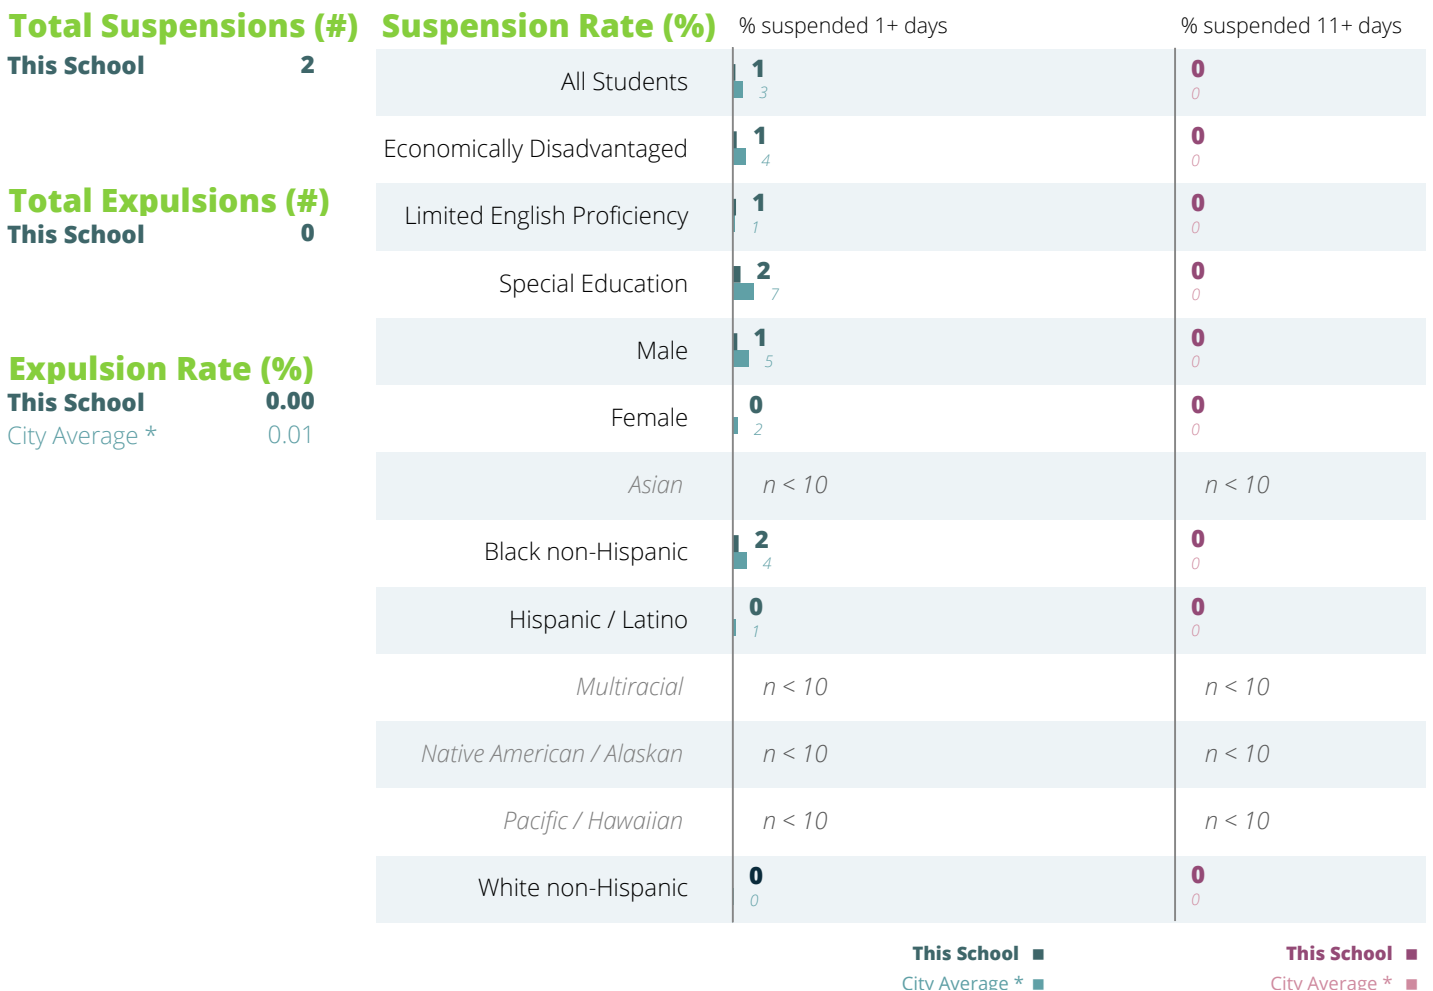 Total Suspensions (#)
This School 2
Total Expulsions (#)
This School 0
Expulsion Rate (%)
This School 0.00
City Average * 0.01
Suspension Rate (%) % suspended 1+ days % suspended 11+ days
All Students 1 0
3 0
Economically Disadvantaged 1 0
4 0
Limited English Proficiency 1 0
1 0
Special Education 2 0
7 0
Male 1 0
5 0
Female 0 0
2 0
Asian n < 10 n < 10
Black non-Hispanic 2 0
4 0
Hispanic / Latino 0 0
1 0
Multiracial n < 10 n < 10
Native American / Alaskan n < 10 n < 10
Pacific / Hawaiian n < 10 n < 10
White non-Hispanic 0 0
0 0
This School This School
City Average * City Average *